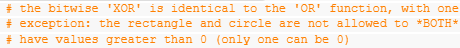 # the bitwise 'XOR' is identical to the 'OR' function, with one
# exception: the rectangle and circle are not allowed to *BOTH*
# have values greater than 0 (only one can be 0)